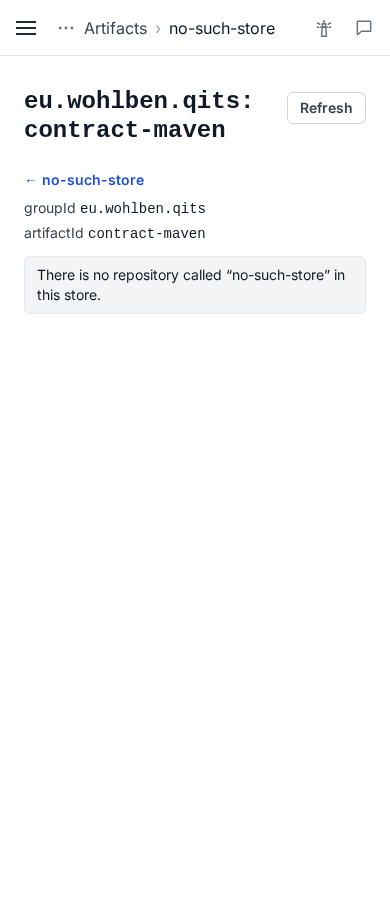 Artifacts › no-such-store
eu.wohlben.qits:
contract-maven
Refresh
← no-such-store
groupId eu.wohlben.qits
artifactId contract-maven
There is no repository called “no-such-store” in
this store.